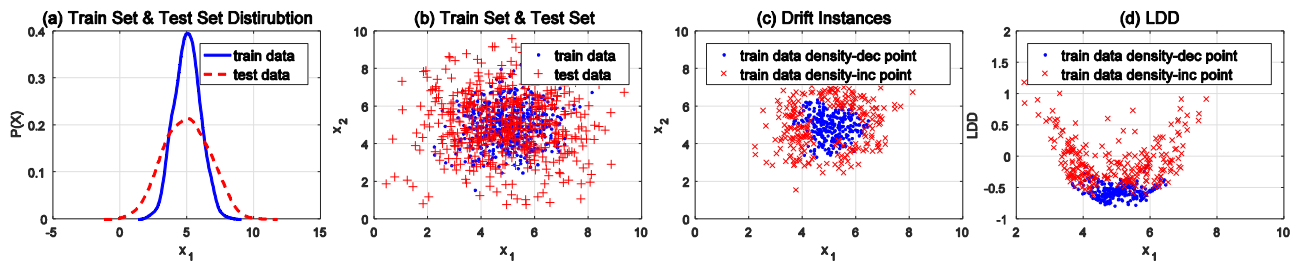 (a) Train Set & Test Set Distirubtion
0.4
0.3
0.2
0.1
0
P(X)
-5
0
5
10
15
x1
train data
test data
(b) Train Set & Test Set
10
8
6
4
2
0
x2
0
2
4
6
8
10
x1
train data
test data
(c) Drift Instances
10
8
6
4
2
0
x2
0
2
4
6
8
10
x1
train data density-dec point
train data density-inc point
(d) LDD
2
1.5
1
0.5
0
-0.5
-1
LDD
2
4
6
8
10
x1
train data density-dec point
train data density-inc point